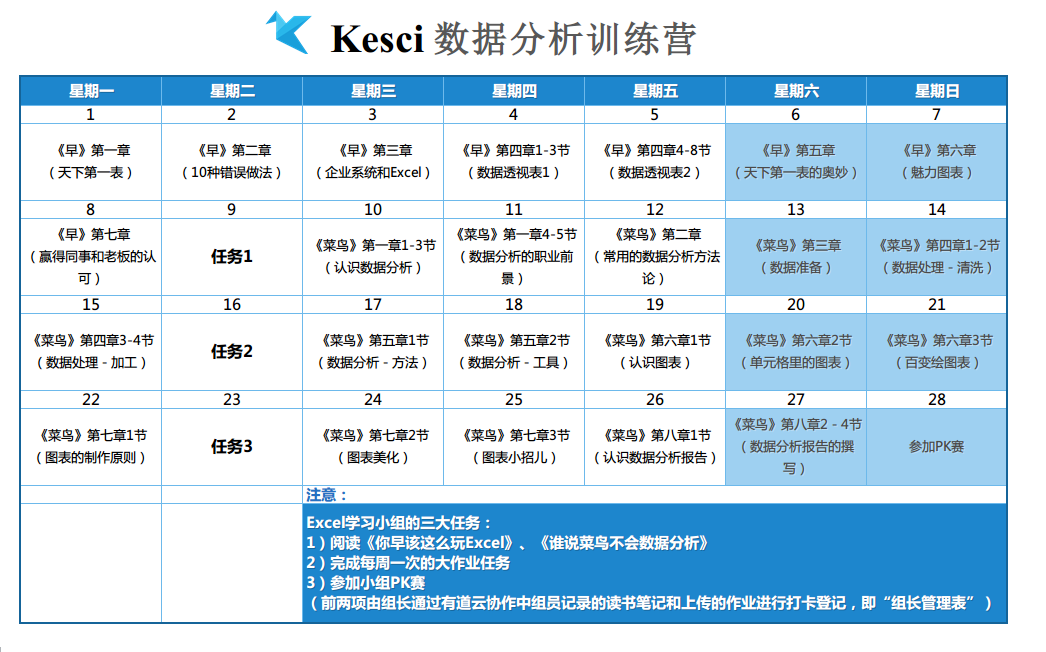 Kesci 数据分析训练营
星期一 星期二 星期三 星期四 星期五 星期六 星期日
1 2 3 4 5 6 7
《早》第一章
（天下第一表）
《早》第二章
（10种错误做法）
《早》第三章
（企业系统和Excel）
《早》第四章1-3节
（数据透视表1）
《早》第四章4-8节
（数据透视表2）
《早》第五章
（天下第一表的奥妙）
《早》第六章
（魅力图表）
8 9 10 11 12 13 14
《早》第七章
（赢得同事和老板的认
可）
任务1
《菜鸟》第一章1-3节
（认识数据分析）
《菜鸟》第一章4-5节
（数据分析的职业前
景）
《菜鸟》第二章
（常用的数据分析方法
论）
《菜鸟》第三章
（数据准备）
《菜鸟》第四章1-2节
（数据处理－清洗）
15 16 17 18 19 20 21
《菜鸟》第四章3-4节
（数据处理－加工）
任务2
《菜鸟》第五章1节
（数据分析－方法）
《菜鸟》第五章2节
（数据分析－工具）
《菜鸟》第六章1节
（认识图表）
《菜鸟》第六章2节
（单元格里的图表）
《菜鸟》第六章3节
（百变绘图表）
22 23 24 25 26 27 28
《菜鸟》第七章1节
（图表的制作原则）
任务3
《菜鸟》第七章2节
（图表美化）
《菜鸟》第七章3节
（图表小招儿）
《菜鸟》第八章1节
（认识数据分析报告）
《菜鸟》第八章2－4节
（数据分析报告的撰
写）
参加PK赛
注意：
Excel学习小组的三大任务：
1）阅读《你早该这么玩Excel》、《谁说菜鸟不会数据分析》
2）完成每周一次的大作业任务
3）参加小组PK赛
（前两项由组长通过有道云协作中组员记录的读书笔记和上传的作业进行打卡登记，即“组长管理表”）